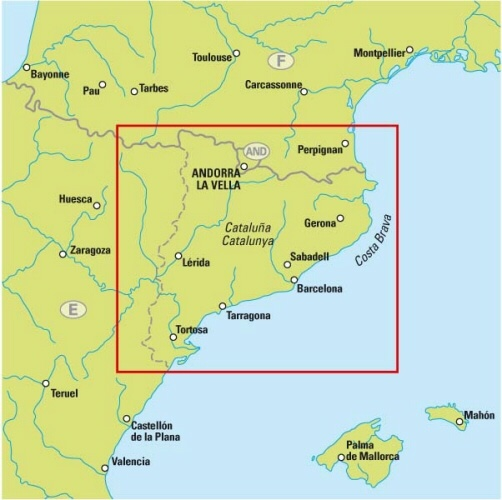 Montpellier
Toulouse
F
Bayonne
Pau
Tarbes
Carcassonne
Perpignan
AND
ANDORRA
LA VELLA
Huesca
Gerona
Cataluña
Catalunya
Costa Brava
Zaragoza
Lérida
Sabadell
Barcelona
E
Tarragona
Tortosa
Teruel
Castellón
de la Plana
Mahón
Palma
de Mallorca
Valencia